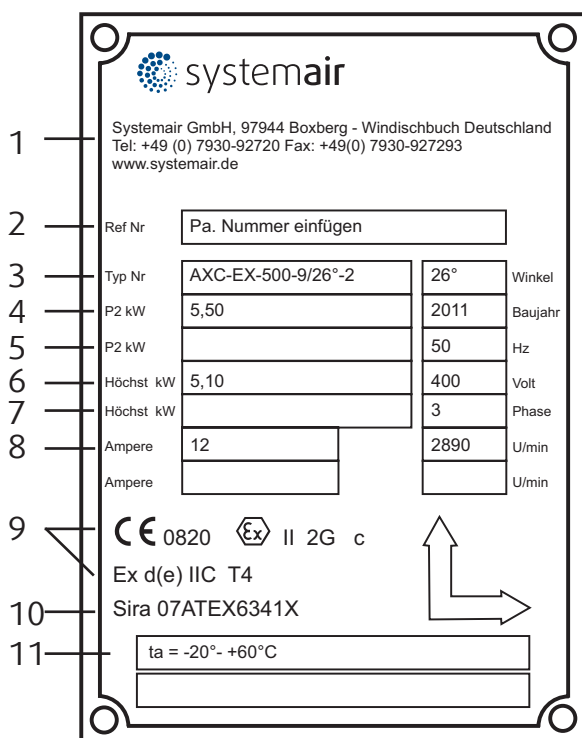 systemair
1 Systemair GmbH, 97944 Boxberg - Windischbuch Deutschland
Tel: +49 (0) 7930-92720 Fax: +49(0) 7930-927293
www.systemair.de
2 Ref Nr Pa. Nummer einfügen
3 Typ Nr AXC-EX-500-9/26°-2 26° Winkel
4 P2 kW 5,50 2011 Baujahr
5 P2 kW 50 Hz
6 Höchst kW 5,10 400 Volt
7 Höchst kW 3 Phase
8 Ampere 12 2890 U/min
Ampere U/min
9 CE 0820 Ex II 2G c
Ex d(e) IIC T4
10 Sira 07ATEX6341X
11 ta = -20°- +60°C